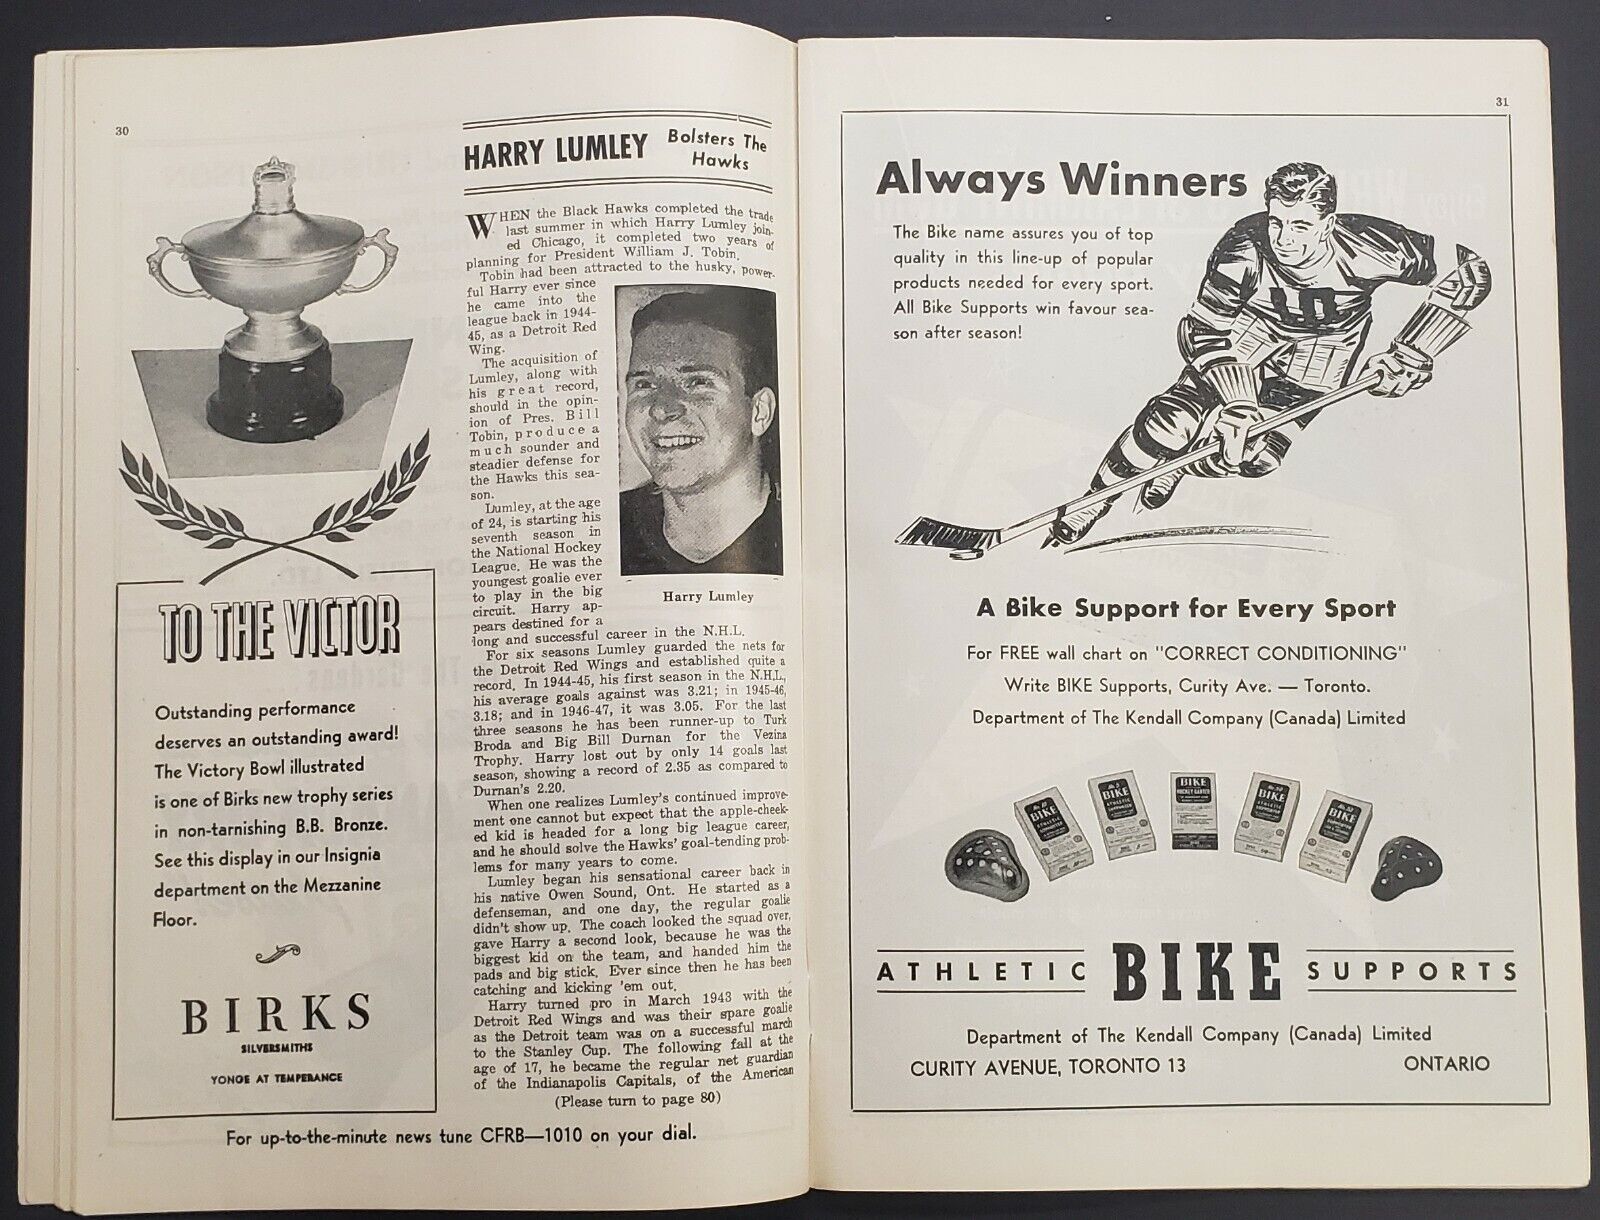 30
TO THE VICTOR
Outstanding performance
deserves an outstanding award!
The Victory Bowl illustrated
is one of Birks new trophy series
in non-tarnishing B.B. Bronze.
See this display in our Insignia
department on the Mezzanine
Floor.
BIRKS
SILVERSMITHS
YONGE AT TEMPERANCE
HARRY LUMLEY
Bolsters The
Hawks
WHEN the Black Hawks completed the trade
last summer in which Harry Lumley join-
ed Chicago, it completed two years of
planning for President William J. Tobin.
Tobin had been attracted to the husky, power-
ful Harry ever since
he came into the
league back in 1944-
45, as a Detroit Red
Wing.
The acquisition of
Lumley, along with
his great record,
should in the opin-
ion of Pres. Bill
Tobin, produce a
much sounder and
steadier defense for
the Hawks this sea-
son.
Lumley, at the age
of 24, is starting his
seventh season in
the National Hockey
League. He was the
youngest goalie ever
to play in the big
circuit. Harry ap-
pears destined for a
long and successful career in the N.H.L.
Harry Lumley
For six seasons Lumley guarded the nets for
the Detroit Red Wings and established quite a
record. In 1944-45, his first season in the N.H.L,
his average goals against was 3.21; in 1945-46,
3.18; and in 1946-47, it was 3.05. For the last
three seasons he has been runner-up to Turk
Broda and Big Bill Durnan for the Vezina
Trophy. Harry lost out by only 14 goals last
season, showing a record of 2.35 as compared to
Durnan's 2.20.
When one realizes Lumley's continued improve-
ment one cannot but expect that the apple-cheek-
ed kid is headed for a long big league career,
and he should solve the Hawks' goal-tending prob-
lems for many years to come.
Lumley began his sensational career back in
his native Owen Sound, Ont. He started as a
defenseman, and one day, the regular goalie
didn't show up. The coach looked the squad over,
gave Harry a second look, because he was the
biggest kid on the team, and handed him the
pads and big stick. Ever since then he has been
catching and kicking 'em out.
Harry turned pro in March 1943 with the
Detroit Red Wings and was their spare goalie
as the Detroit team was on a successful march
to the Stanley Cup. The following fall at the
age of 17, he became the regular net guardian
of the Indianapolis Capitals, of the American
(Please turn to page 80)
For up-to-the-minute news tune CFRB—1010 on your dial.
31
Always Winners
The Bike name assures you of top
quality in this line-up of popular
products needed for every sport.
All Bike Supports win favour sea-
son after season!
10
A Bike Support for Every Sport
For FREE wall chart on "CORRECT CONDITIONING"
Write BIKE Supports, Curity Ave. — Toronto.
Department of The Kendall Company (Canada) Limited
No. 10
BIKE
ATHLETIC
SUPPORTER
No. 5
BIKE
ATHLETIC
SUPPORTER
BIKE
HOCKEY GARTER
BIKE
ATHLETIC
SUPPORTER
BIKE
ATHLETIC BIKE SUPPORTS
Department of The Kendall Company (Canada) Limited
CURITY AVENUE, TORONTO 13 ONTARIO